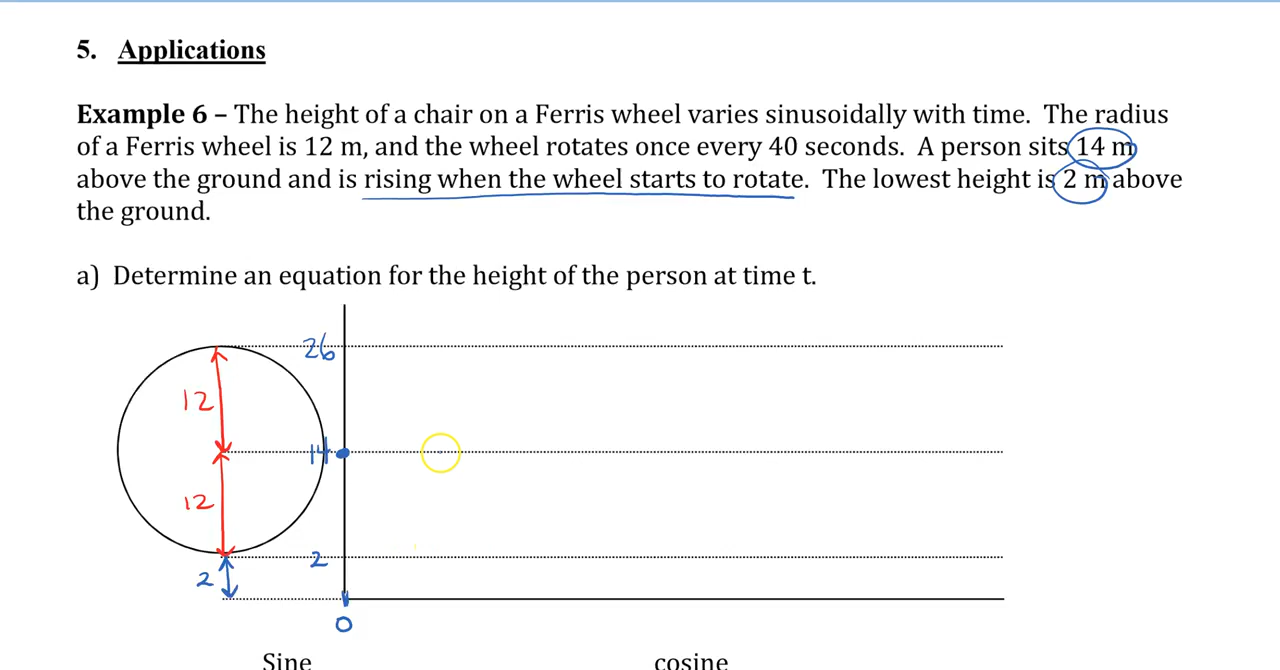 5. Applications
Example 6 – The height of a chair on a Ferris wheel varies sinusoidally with time. The radius
of a Ferris wheel is 12 m, and the wheel rotates once every 40 seconds. A person sits 14 m
above the ground and is rising when the wheel starts to rotate. The lowest height is 2 m above
the ground.
a) Determine an equation for the height of the person at time t.
26
12
14
12
2
2
0
Sine cosine